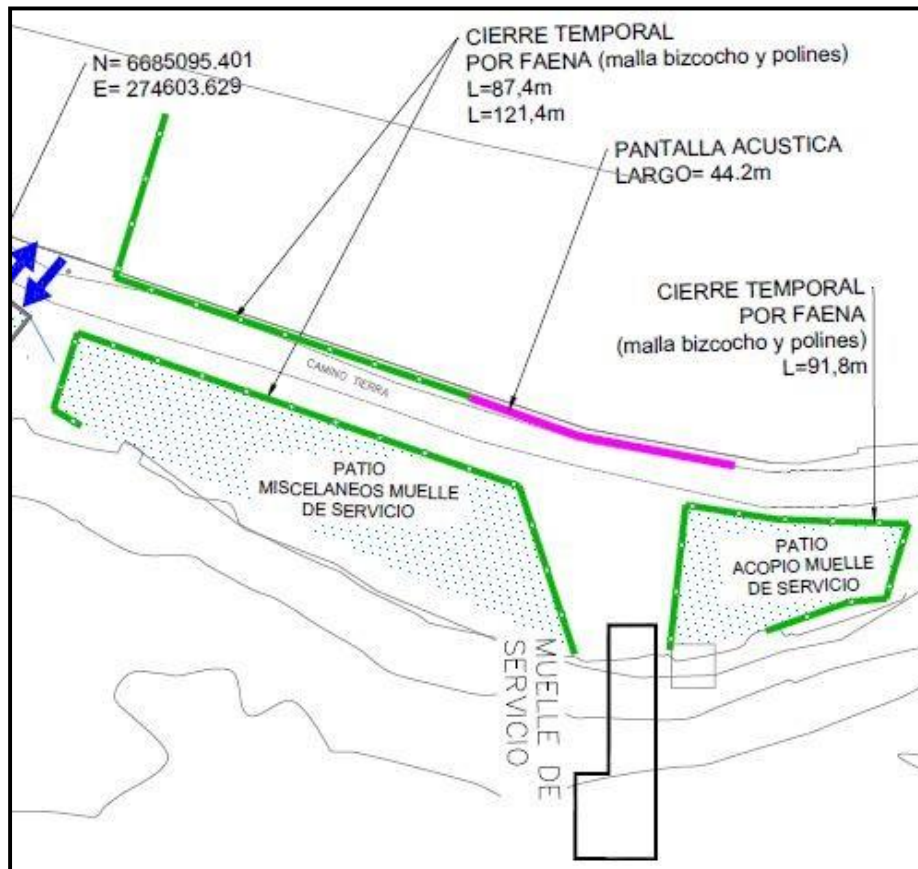 N= 6685095.401
E= 274603.629
CIERRE TEMPORAL
POR FAENA (malla bizcocho y polines)
L=87,4m
L=121,4m
PANTALLA ACUSTICA
LARGO= 44.2m
CIERRE TEMPORAL
POR FAENA
(malla bizcocho y polines)
L=91,8m
CAMINO TIERRA
PATIO
MISCELANEOS MUELLE
DE SERVICIO
PATIO
ACOPIO MUELLE
DE SERVICIO
MUELLE DE
SERVICIO